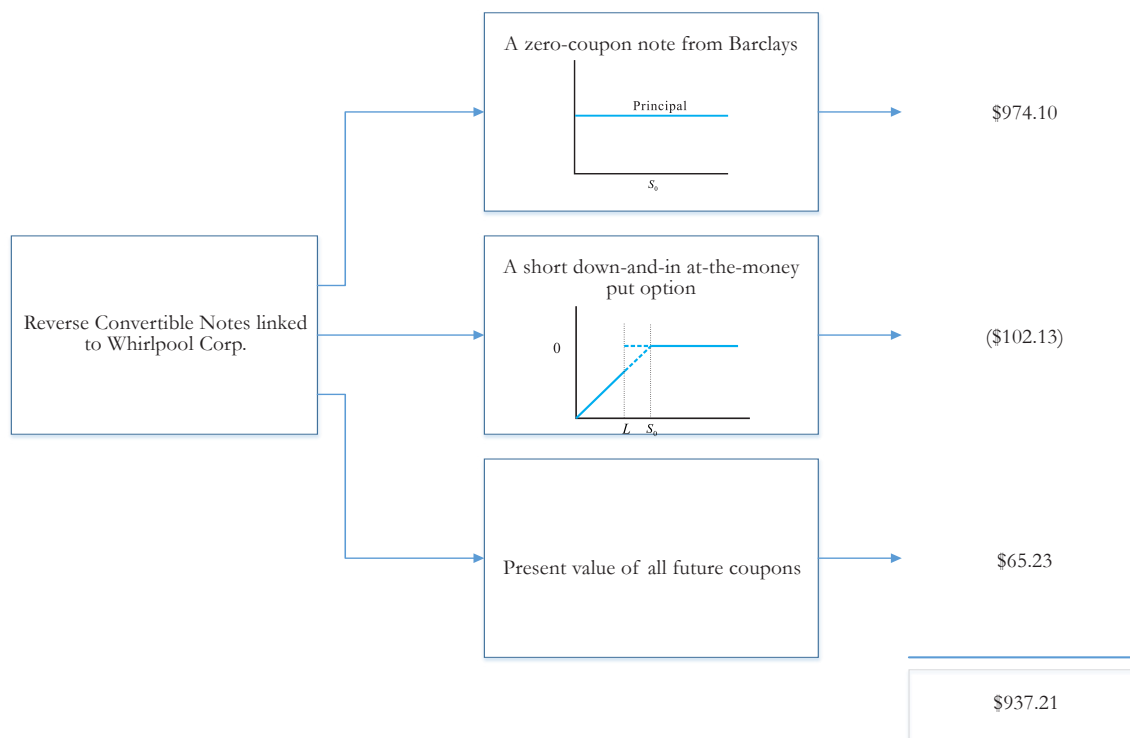 A zero-coupon note from Barclays
Principal
S₀
$974.10
Reverse Convertible Notes linked
to Whirlpool Corp.
A short down-and-in at-the-money
put option
0
L S₀
($102.13)
Present value of all future coupons
$65.23
$937.21